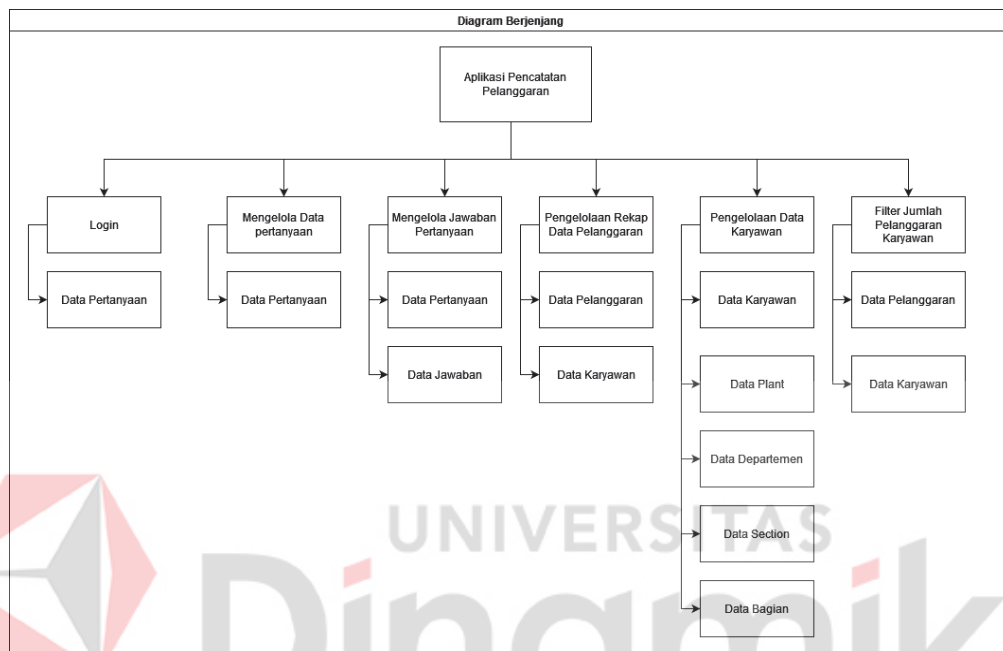 Diagram Berjenjang
Aplikasi Pencatatan
Pelanggaran
Login
Mengelola Data
pertanyaan
Mengelola Jawaban
Pertanyaan
Pengelolaan Rekap
Data Pelanggaran
Pengelolaan Data
Karyawan
Filter Jumlah
Pelanggaran
Karyawan
Data Pertanyaan
Data Pertanyaan
Data Pertanyaan
Data Pelanggaran
Data Karyawan
Data Pelanggaran
Data Jawaban
Data Karyawan
Data Plant
Data Karyawan
Data Departemen
Data Section
Data Bagian
UNIVERSITAS
Dinamik